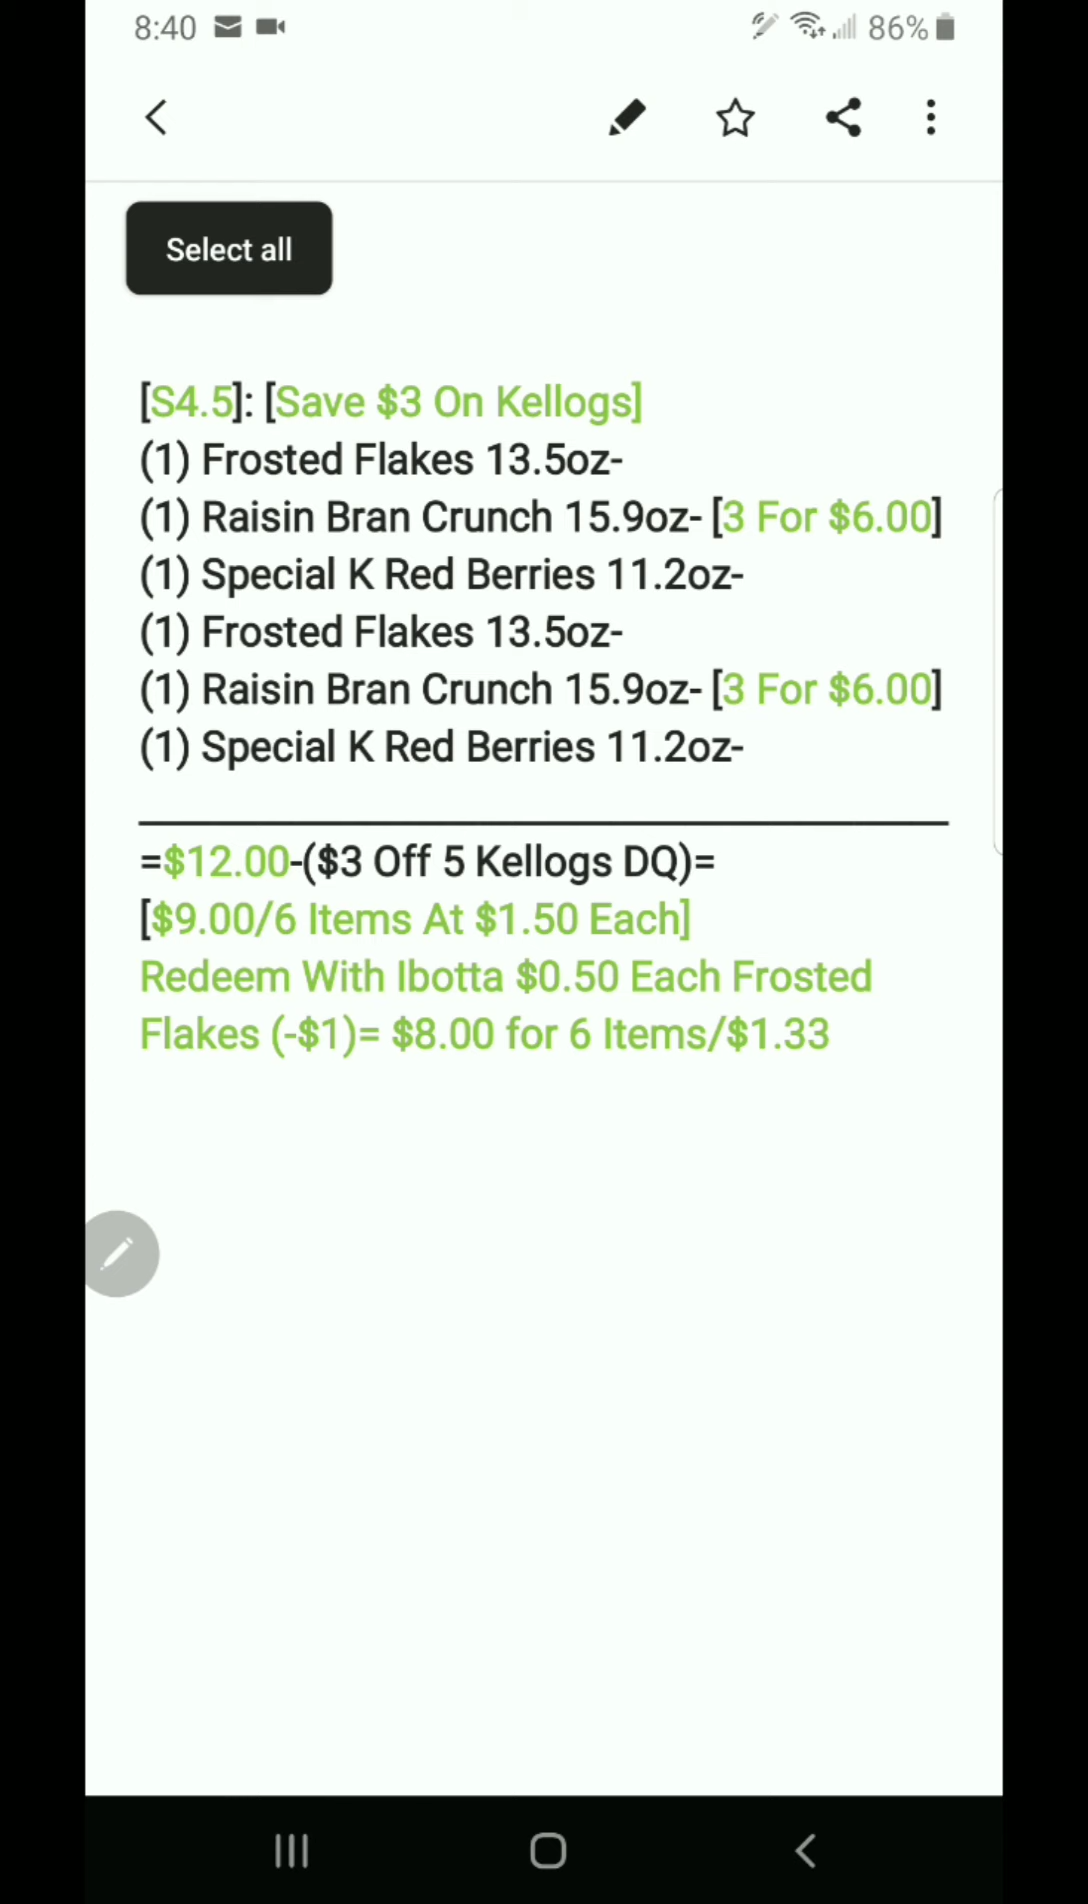 8:40
86%
Select all
[S4.5]: [Save $3 On Kellogs]
(1) Frosted Flakes 13.5oz-
(1) Raisin Bran Crunch 15.9oz- [3 For $6.00]
(1) Special K Red Berries 11.2oz-
(1) Frosted Flakes 13.5oz-
(1) Raisin Bran Crunch 15.9oz- [3 For $6.00]
(1) Special K Red Berries 11.2oz-
=$12.00-($3 Off 5 Kellogs DQ)=
[$9.00/6 Items At $1.50 Each]
Redeem With Ibotta $0.50 Each Frosted
Flakes (-$1)= $8.00 for 6 Items/$1.33